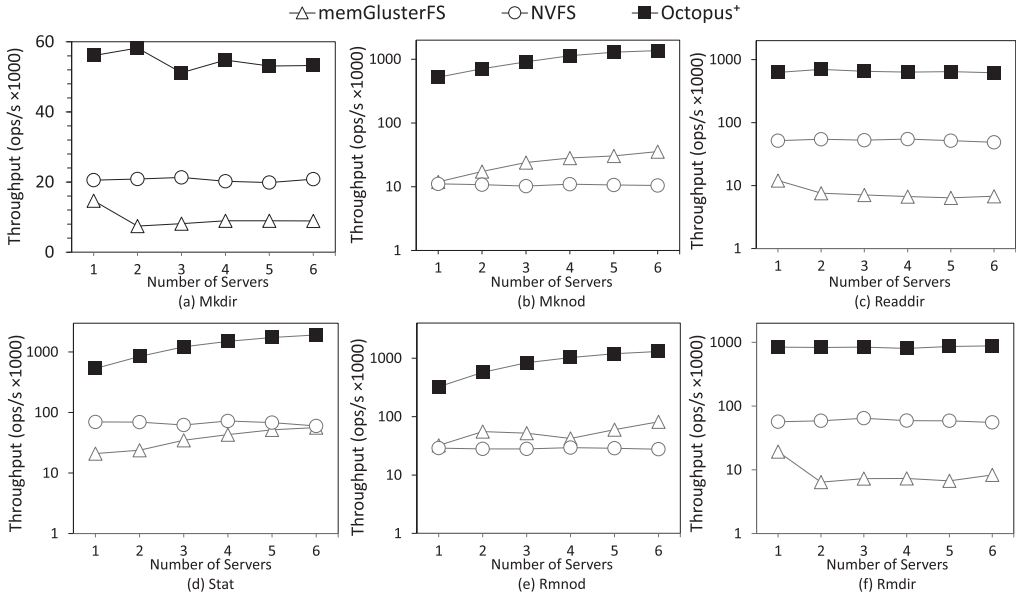 memGlusterFS NVFS Octopus⁺
Throughput (ops/s ×1000)
60
40
20
0
1 2 3 4 5 6
Number of Servers
(a) Mkdir
Throughput (ops/s ×1000)
1000
100
10
1
1 2 3 4 5 6
Number of Servers
(b) Mknod
Throughput (ops/s ×1000)
1000
100
10
1
1 2 3 4 5 6
Number of Servers
(c) Readdir
Throughput (ops/s ×1000)
1000
100
10
1
1 2 3 4 5 6
Number of Servers
(d) Stat
Throughput (ops/s ×1000)
1000
100
10
1
1 2 3 4 5 6
Number of Servers
(e) Rmnod
Throughput (ops/s ×1000)
1000
100
10
1
1 2 3 4 5 6
Number of Servers
(f) Rmdir